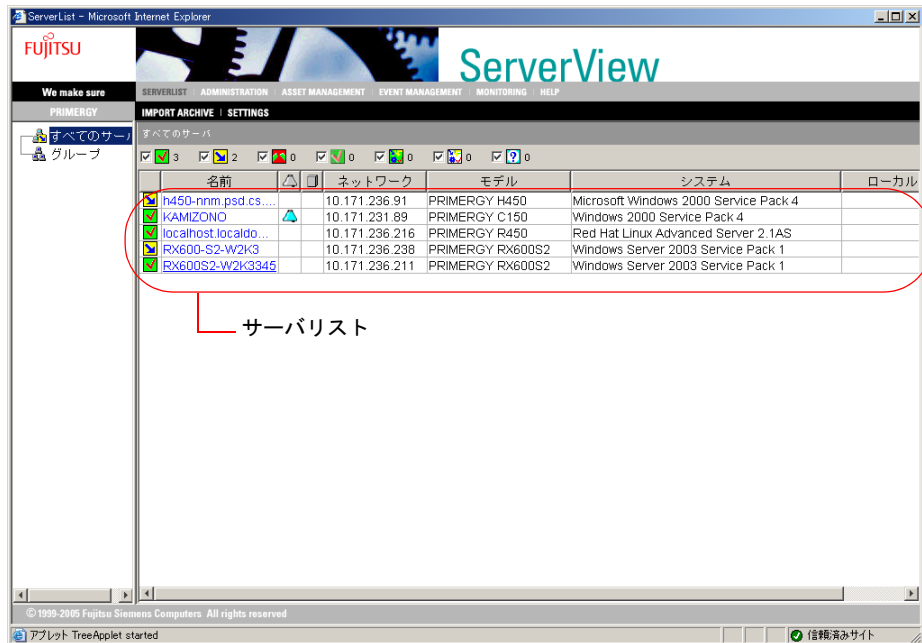 ServerList - Microsoft Internet Explorer
FUJITSU
ServerView
We make sure
SERVERLIST ADMINISTRATION ASSET MANAGEMENT EVENT MANAGEMENT MONITORING HELP
PRIMERGY
IMPORT ARCHIVE SETTINGS
すべてのサーバ
グループ
すべてのサーバ
3 2 0 0 0 0 ? 0
名前 ネットワーク モデル システム ローカル
h450-nnm.psd.cs.... 10.171.236.91 PRIMERGY H450 Microsoft Windows 2000 Service Pack 4
KAMIZONO 10.171.231.89 PRIMERGY C150 Windows 2000 Service Pack 4
localhost.localdo... 10.171.236.216 PRIMERGY R450 Red Hat Linux Advanced Server 2.1AS
RX600-S2-W2K3 10.171.236.238 PRIMERGY RX600S2 Windows Server 2003 Service Pack 1
RX600S2-W2K3345 10.171.236.211 PRIMERGY RX600S2 Windows Server 2003 Service Pack 1
サーバリスト
© 1999-2005 Fujitsu Siemens Computers All rights reserved
アプレット TreeApplet started
信頼済みサイト